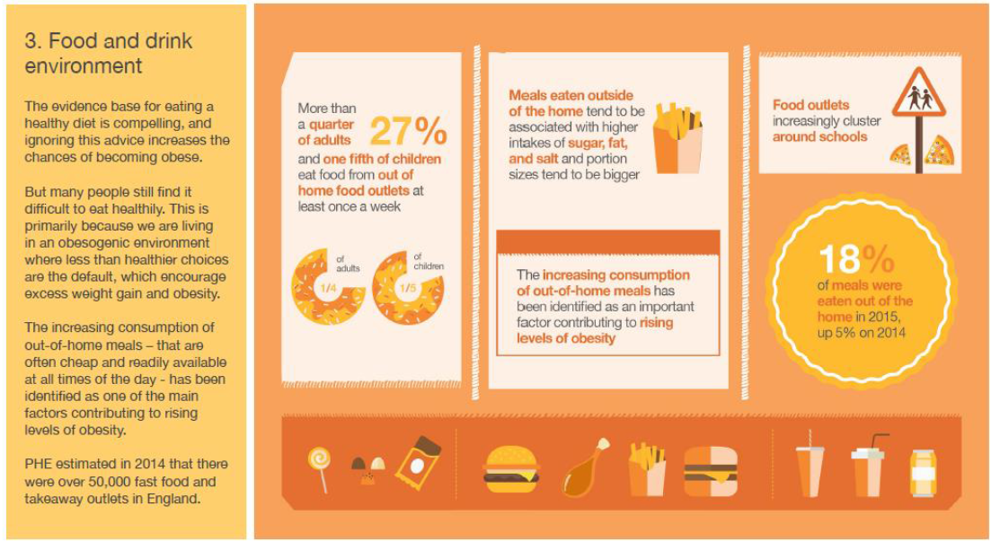 3. Food and drink
environment
The evidence base for eating a
healthy diet is compelling, and
ignoring this advice increases the
chances of becoming obese.
But many people still find it
difficult to eat healthily. This is
primarily because we are living
in an obesogenic environment
where less than healthier choices
are the default, which encourage
excess weight gain and obesity.
The increasing consumption of
out-of-home meals – that are
often cheap and readily available
at all times of the day - has been
identified as one of the main
factors contributing to rising
levels of obesity.
PHE estimated in 2014 that there
were over 50,000 fast food and
takeaway outlets in England.
More than
a quarter
of adults
27%
and one fifth of children
eat food from out of
home food outlets at
least once a week
of
adults
1/4
of
children
1/5
Meals eaten outside
of the home tend to be
associated with higher
intakes of sugar, fat,
and salt and portion
sizes tend to be bigger
The increasing consumption
of out-of-home meals has
been identified as an important
factor contributing to rising
levels of obesity
Food outlets
increasingly cluster
around schools
18%
of meals were
eaten out of the
home in 2015,
up 5% on 2014